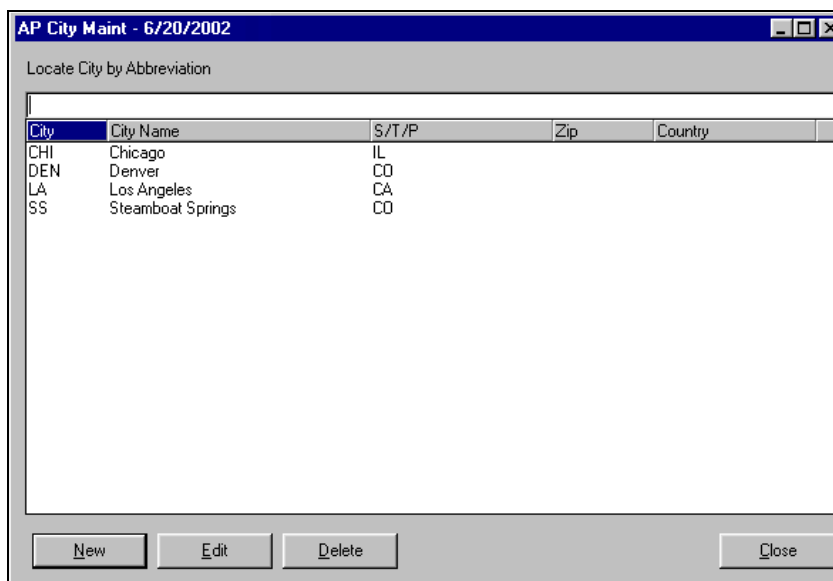 AP City Maint - 6/20/2002
Locate City by Abbreviation
City City Name S/T/P Zip Country
CHI Chicago IL
DEN Denver CO
LA Los Angeles CA
SS Steamboat Springs CO
New Edit Delete Close